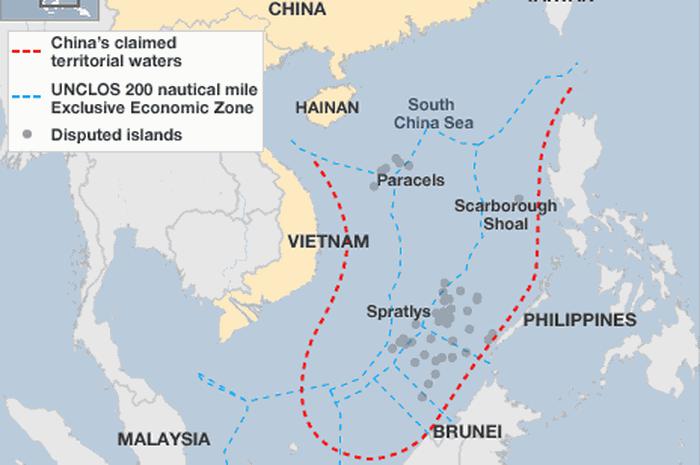 CHINA
China's claimed
territorial waters
UNCLOS 200 nautical mile
Exclusive Economic Zone
Disputed islands
HAINAN
South
China Sea
Paracels
Scarborough
Shoal
VIETNAM
Spratlys
PHILIPPINES
MALAYSIA
BRUNEI